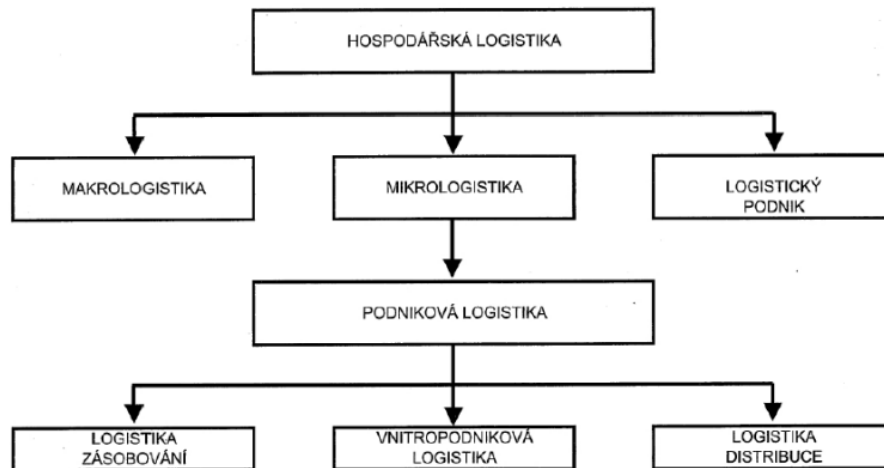 HOSPODÁŘSKÁ LOGISTIKA
MAKROLOGISTIKA
MIKROLOGISTIKA
LOGISTICKÝ
PODNIK
PODNIKOVÁ LOGISTIKA
LOGISTIKA
ZÁSOBOVÁNÍ
VNITROPODNIKOVÁ
LOGISTIKA
LOGISTIKA
DISTRIBUCE